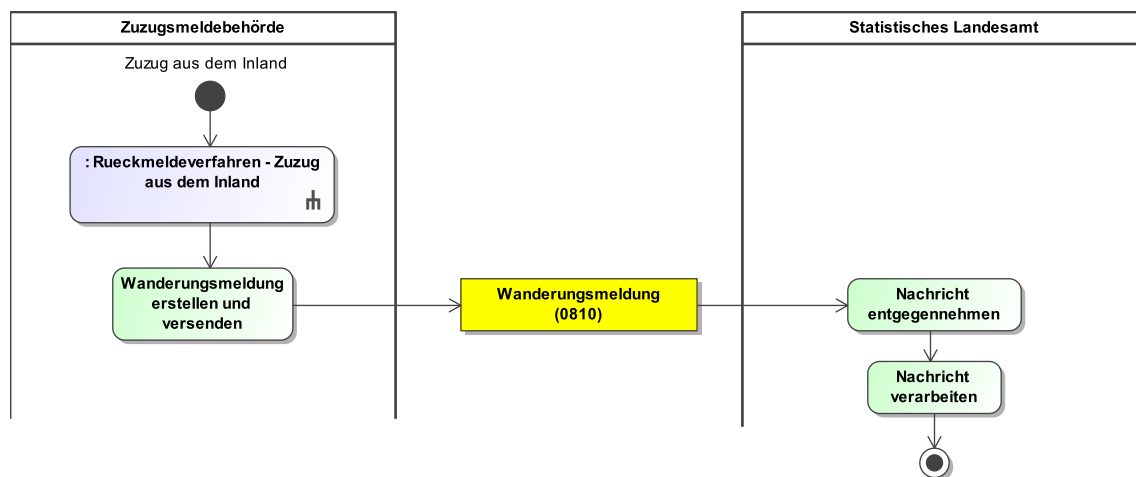 Zuzugsmeldebehörde
Statistisches Landesamt
Zuzug aus dem Inland
: Rueckmeldeverfahren - Zuzug
aus dem Inland
Wanderungsmeldung
erstellen und
versenden
Wanderungsmeldung
(0810)
Nachricht
entgegennehmen
Nachricht
verarbeiten